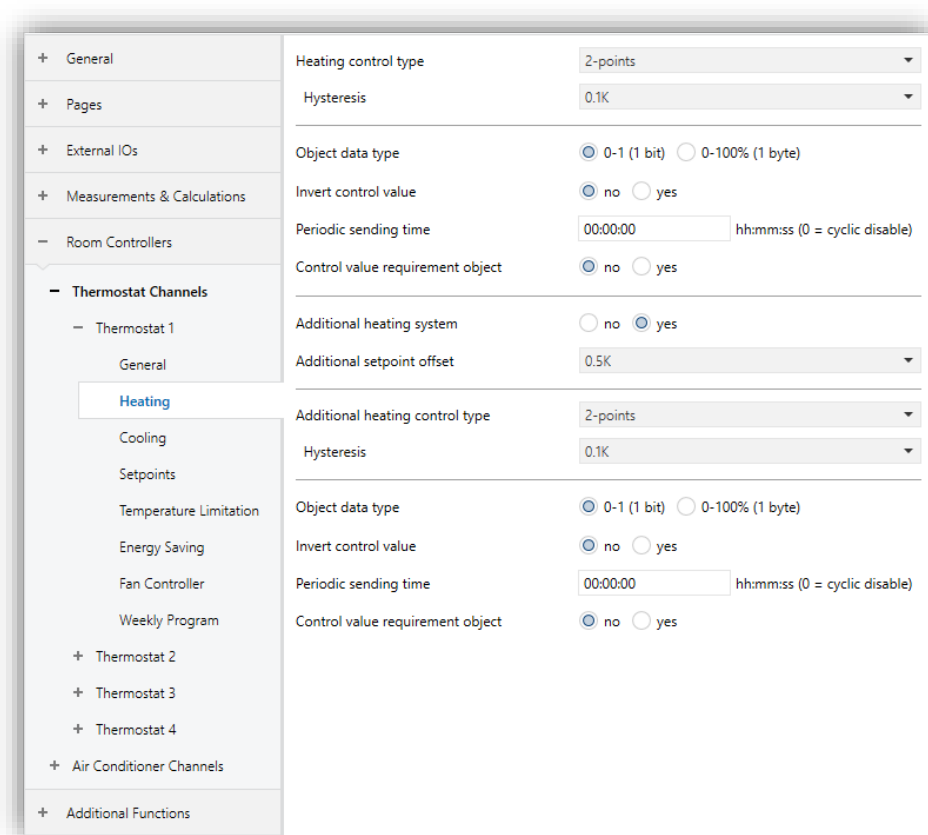 General
Pages
External IOs
Measurements & Calculations
Room Controllers
Thermostat Channels
Thermostat 1
General
Heating
Cooling
Setpoints
Temperature Limitation
Energy Saving
Fan Controller
Weekly Program
Thermostat 2
Thermostat 3
Thermostat 4
Air Conditioner Channels
Additional Functions
Heating control type 2-points
Hysteresis 0.1K
Object data type 0-1 (1 bit) 0-100% (1 byte)
Invert control value no yes
Periodic sending time 00:00:00 hh:mm:ss (0 = cyclic disable)
Control value requirement object no yes
Additional heating system no yes
Additional setpoint offset 0.5K
Additional heating control type 2-points
Hysteresis 0.1K
Object data type 0-1 (1 bit) 0-100% (1 byte)
Invert control value no yes
Periodic sending time 00:00:00 hh:mm:ss (0 = cyclic disable)
Control value requirement object no yes